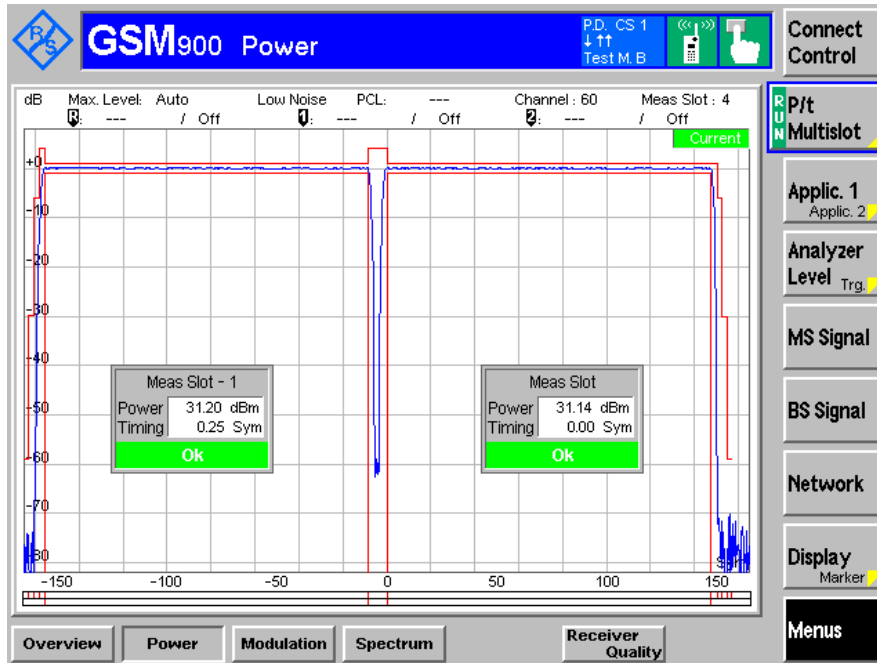 R/S GSM900 Power P.D. CS 1
↓ ↑↑
Test M. B
Connect
Control
dB Max. Level: Auto Low Noise PCL: --- Channel : 60 Meas Slot : 4
R: --- / Off 1: --- / Off 2: --- / Off
Current
+0
-10
-20
-30
-40
-50
-60
-70
-80
Meas Slot - 1
Power 31.20 dBm
Timing 0.25 Sym
Ok
Meas Slot
Power 31.14 dBm
Timing 0.00 Sym
Ok
-150 -100 -50 0 50 100 150
RUN
P/t
Multislot
Applic. 1
Applic. 2
Analyzer
Level Trg.
MS Signal
BS Signal
Network
Display
Marker
Menus
Overview Power Modulation Spectrum Receiver
Quality